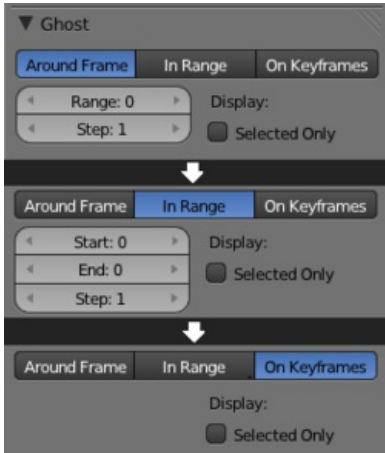 Ghost
Around Frame In Range On Keyframes
Range: 0 Display:
Step: 1 Selected Only
Around Frame In Range On Keyframes
Start: 0 Display:
End: 0 Selected Only
Step: 1
Around Frame In Range On Keyframes
Display:
Selected Only